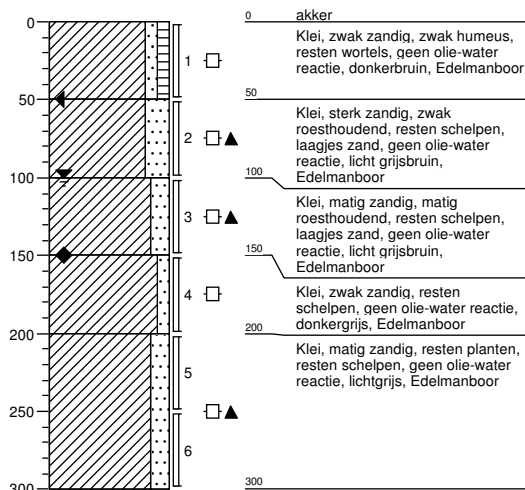 0
50
100
150
200
250
300
1
2
3
4
5
6
0
akker
Klei, zwak zandig, zwak humeus,
resten wortels, geen olie-water
reactie, donkerbruin, Edelmanboor
50
Klei, sterk zandig, zwak
roesthoudend, resten schelpen,
laagjes zand, geen olie-water
reactie, licht grijsbruin,
Edelmanboor
100
Klei, matig zandig, matig
roesthoudend, resten schelpen,
laagjes zand, geen olie-water
reactie, licht grijsbruin,
Edelmanboor
150
Klei, zwak zandig, resten
schelpen, geen olie-water reactie,
donkergrijs, Edelmanboor
200
Klei, matig zandig, resten planten,
resten schelpen, geen olie-water
reactie, lichtgrijs, Edelmanboor
300